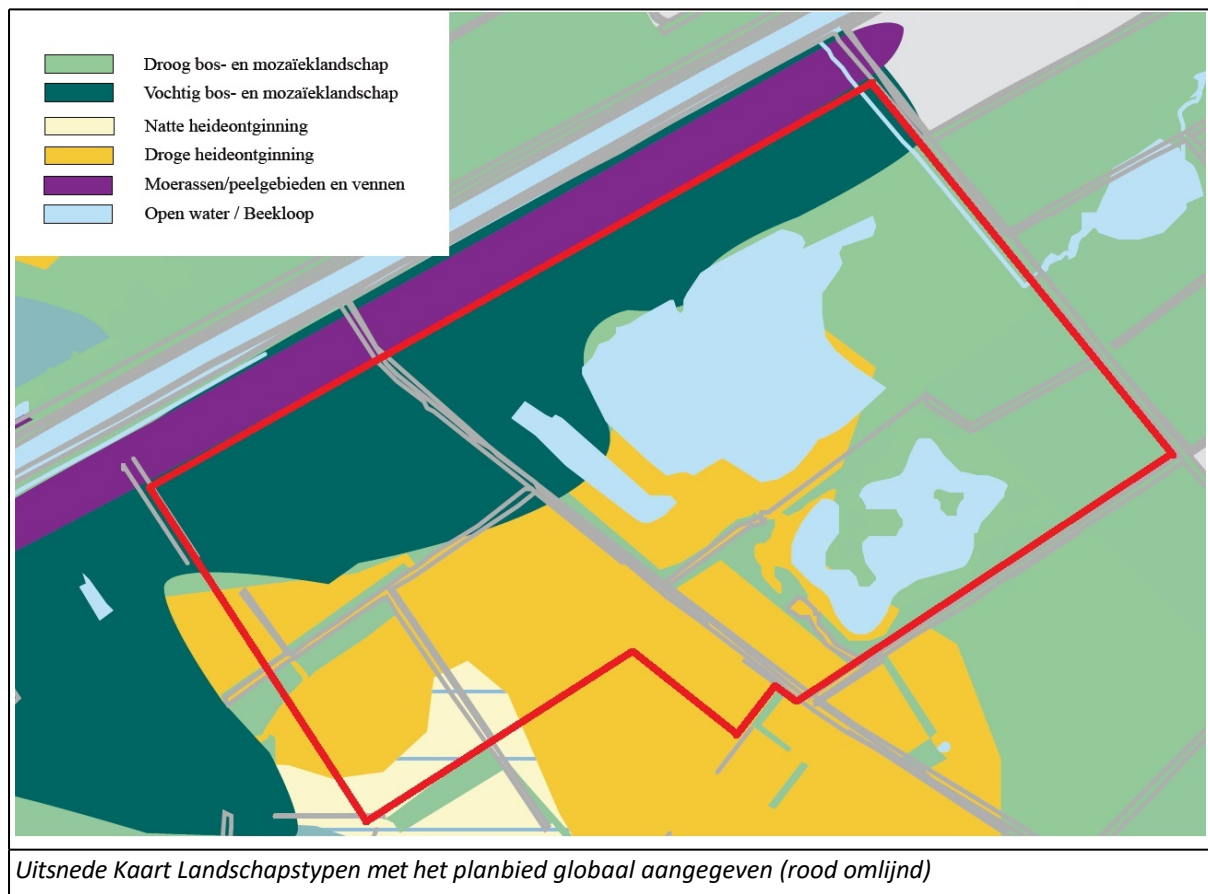 Droog bos- en mozaïeklandschap
Vochtig bos- en mozaïeklandschap
Natte heideontginning
Droge heideontginning
Moerassen/peelgebieden en vennen
Open water / Beekloop
Uitsnede Kaart Landschapstypen met het planbied globaal aangegeven (rood omlijnd)